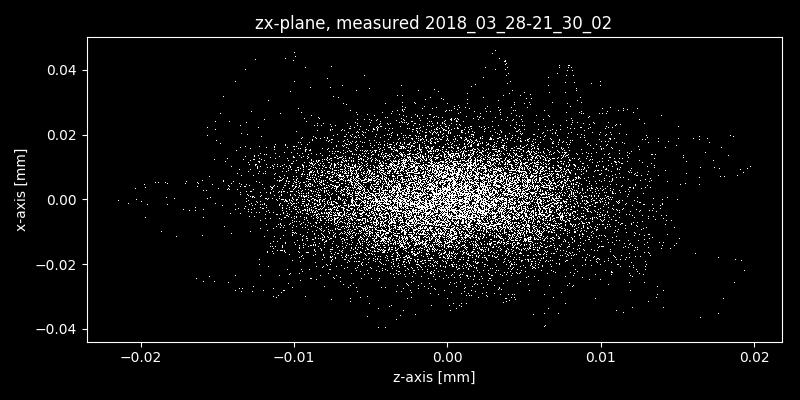 zx-plane, measured 2018_03_28-21_30_02
0.04
0.02
0.00
−0.02
−0.04
x-axis [mm]
−0.02 −0.01 0.00 0.01 0.02
z-axis [mm]